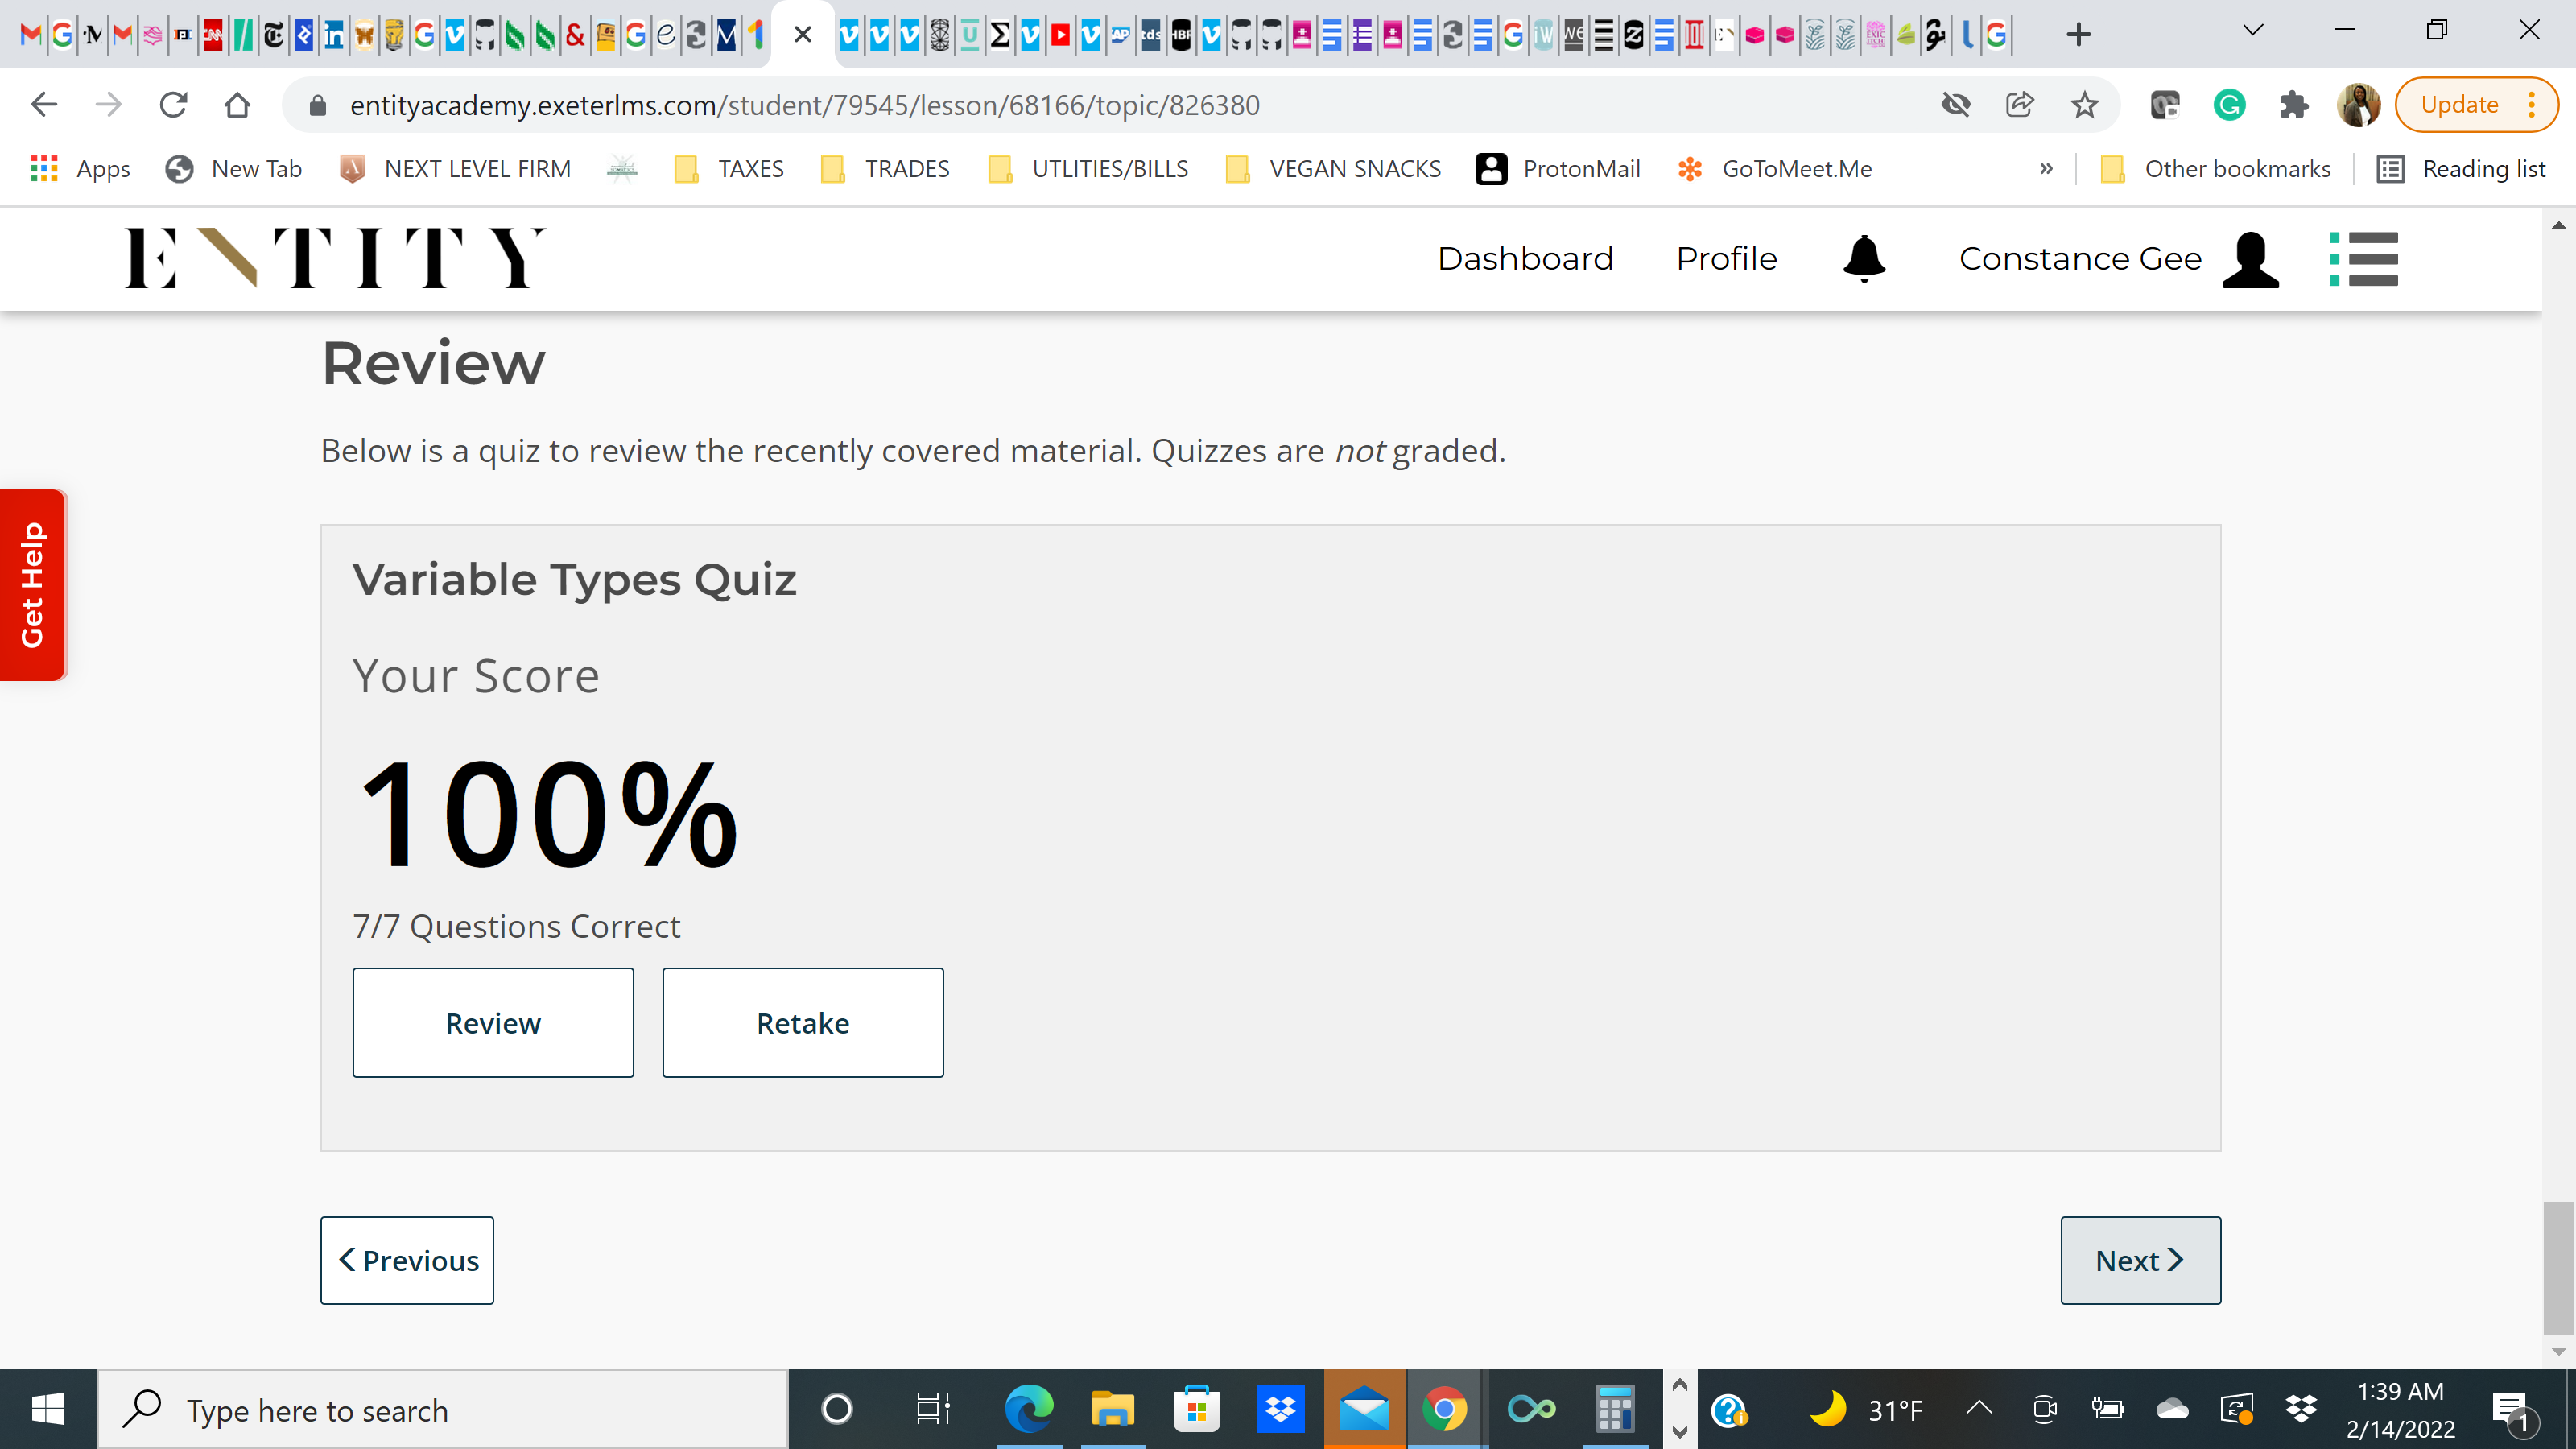 entityacademy.exeterlms.com/student/79545/lesson/68166/topic/826380
Update
Apps
New Tab
NEXT LEVEL FIRM
TAXES
TRADES
UTLITIES/BILLS
VEGAN SNACKS
ProtonMail
GoToMeet.Me
»
Other bookmarks
Reading list
ENTITY
Dashboard
Profile
Constance Gee
Review
Below is a quiz to review the recently covered material. Quizzes are not graded.
Get Help
Variable Types Quiz
Your Score
100%
7/7 Questions Correct
Review
Retake
Previous
Next
Type here to search
31°F
1:39 AM
2/14/2022
1